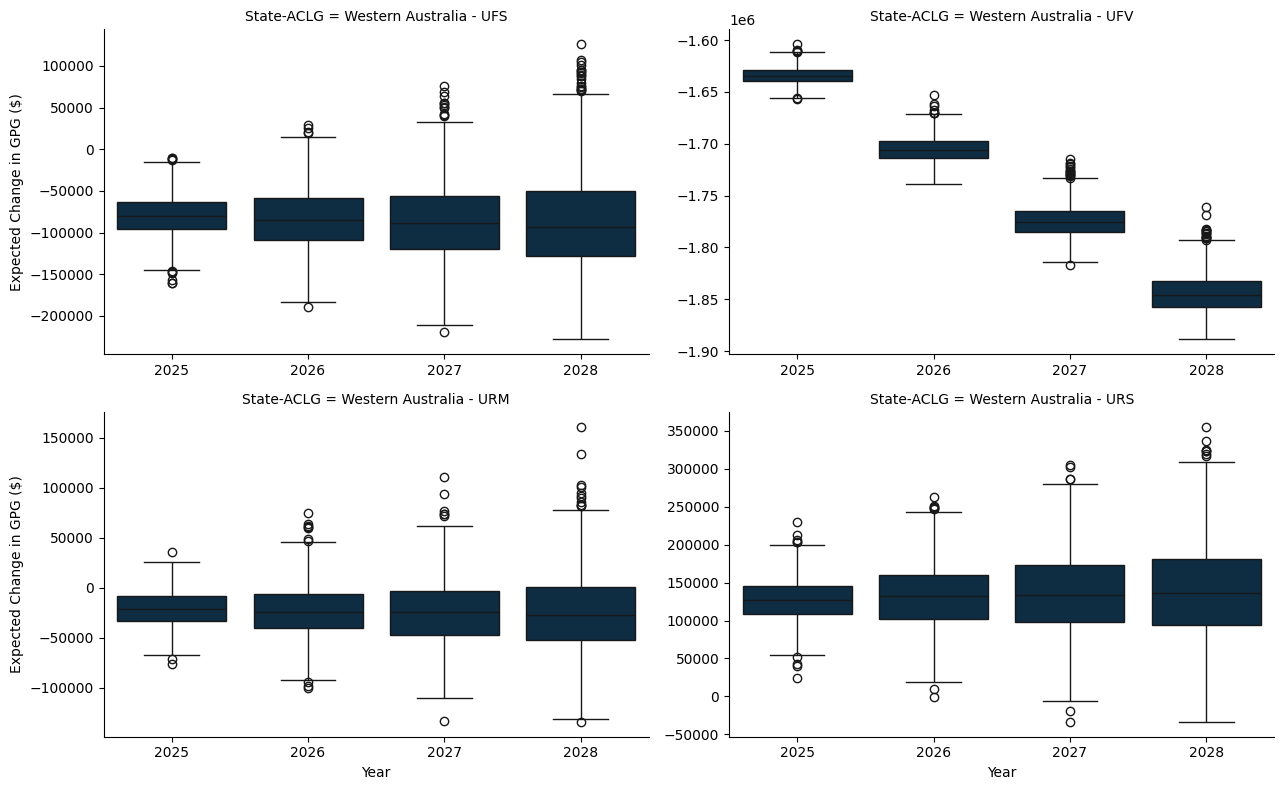 State-ACLG = Western Australia - UFS
Expected Change in GPG ($)
100000
50000
0
−50000
−100000
−150000
−200000
2025 2026 2027 2028
State-ACLG = Western Australia - UFV
1e6
−1.60
−1.65
−1.70
−1.75
−1.80
−1.85
−1.90
2025 2026 2027 2028
State-ACLG = Western Australia - URM
Expected Change in GPG ($)
150000
100000
50000
0
−50000
−100000
2025 2026 2027 2028
Year
State-ACLG = Western Australia - URS
350000
300000
250000
200000
150000
100000
50000
0
−50000
2025 2026 2027 2028
Year